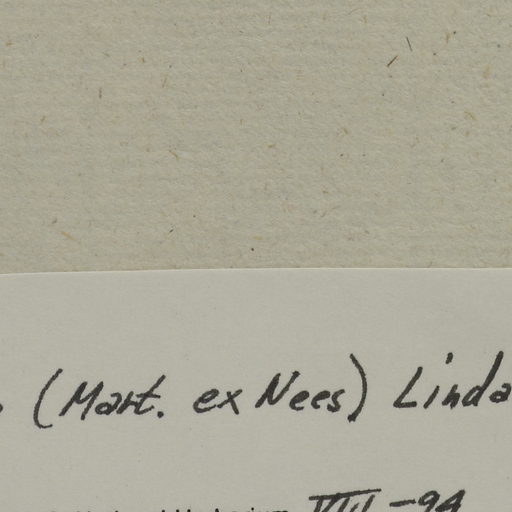 (Mart. ex Nees) Linda
VIII -94